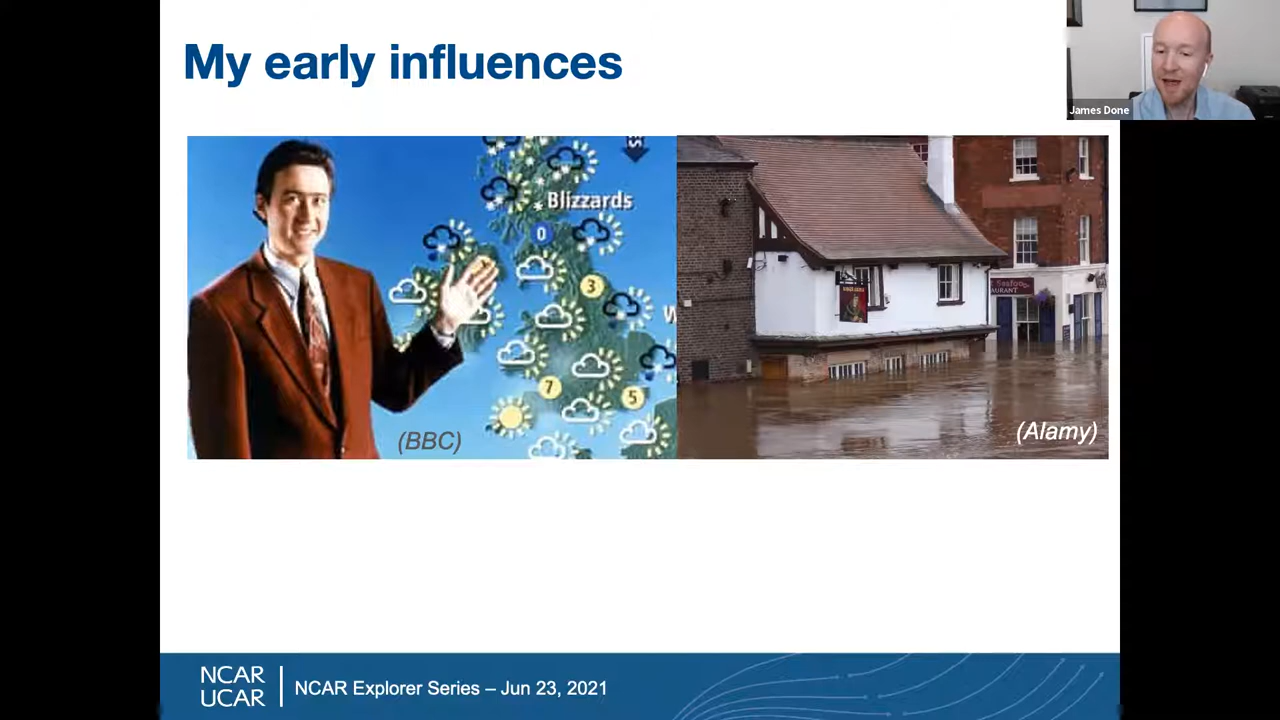 My early influences
James Done
Blizzards
0
3
W
7
5
(BBC)
(Alamy)
NCAR
UCAR
NCAR Explorer Series – Jun 23, 2021